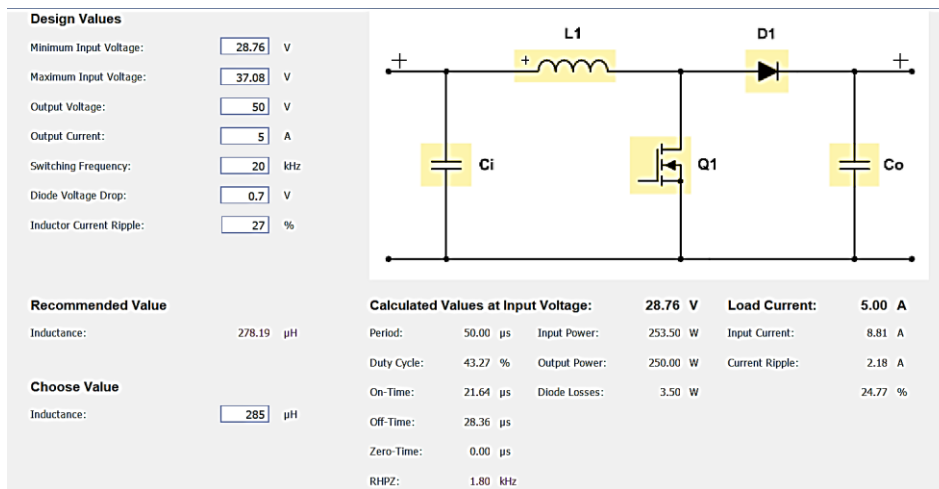 Design Values
Minimum Input Voltage: 28.76 V
Maximum Input Voltage: 37.08 V
Output Voltage: 50 V
Output Current: 5 A
Switching Frequency: 20 kHz
Diode Voltage Drop: 0.7 V
Inductor Current Ripple: 27 %
L1 D1
+ + +
Ci Q1 Co
Recommended Value
Inductance: 278.19 μH
Choose Value
Inductance: 285 μH
Calculated Values at Input Voltage: 28.76 V Load Current: 5.00 A
Period: 50.00 μs Input Power: 253.50 W Input Current: 8.81 A
Duty Cycle: 43.27 % Output Power: 250.00 W Current Ripple: 2.18 A
On-Time: 21.64 μs Diode Losses: 3.50 W 24.77 %
Off-Time: 28.36 μs
Zero-Time: 0.00 μs
RHPZ: 1.80 kHz